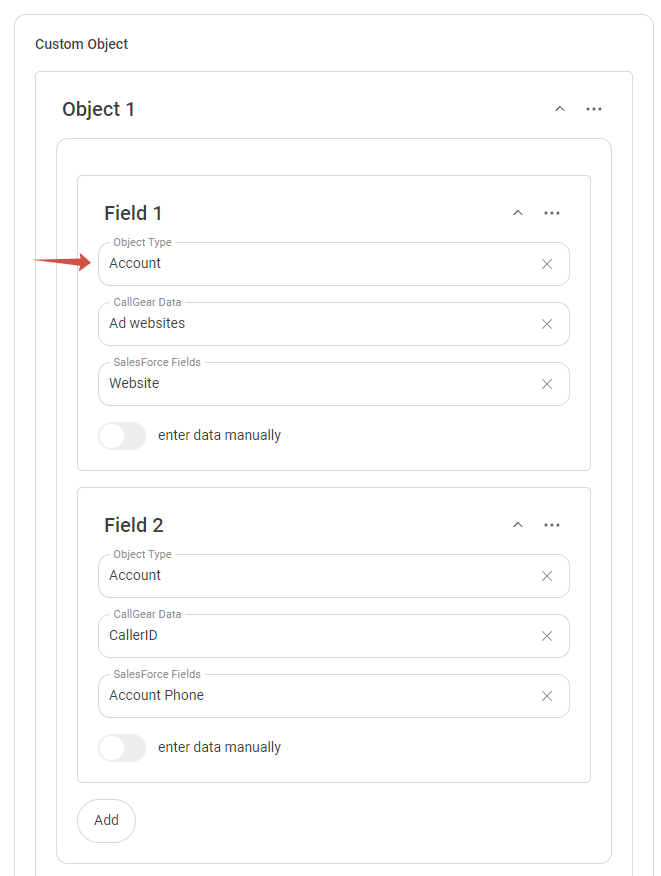 Custom Object
Object 1
Field 1
Object Type
Account
CallGear Data
Ad websites
SalesForce Fields
Website
enter data manually
Field 2
Object Type
Account
CallGear Data
CallerID
SalesForce Fields
Account Phone
enter data manually
Add